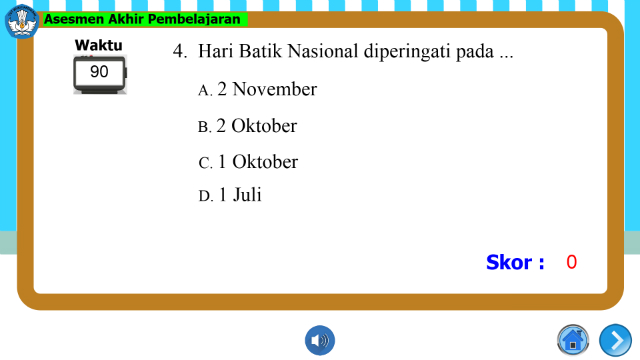 Asesmen Akhir Pembelajaran
Waktu
90
4. Hari Batik Nasional diperingati pada ...
A. 2 November
B. 2 Oktober
C. 1 Oktober
D. 1 Juli
Skor : 0